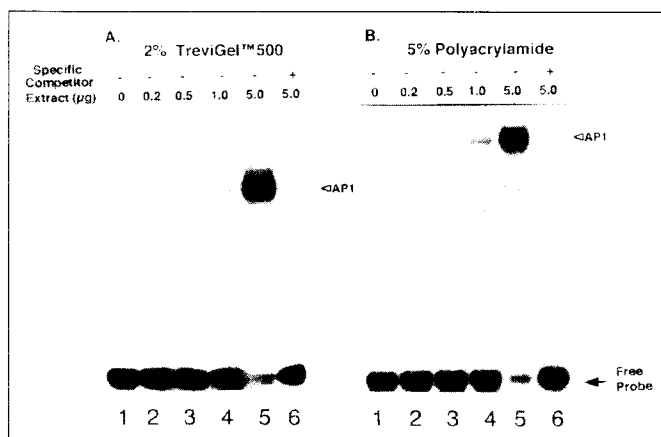 A.
2% TreviGel™500
Specific
Competitor - - - - - +
Extract (µg) 0 0.2 0.5 1.0 5.0 5.0
◁AP1
1 2 3 4 5 6
B.
5% Polyacrylamide
- - - - - +
0 0.2 0.5 1.0 5.0 5.0
◁AP1
Free
Probe
1 2 3 4 5 6